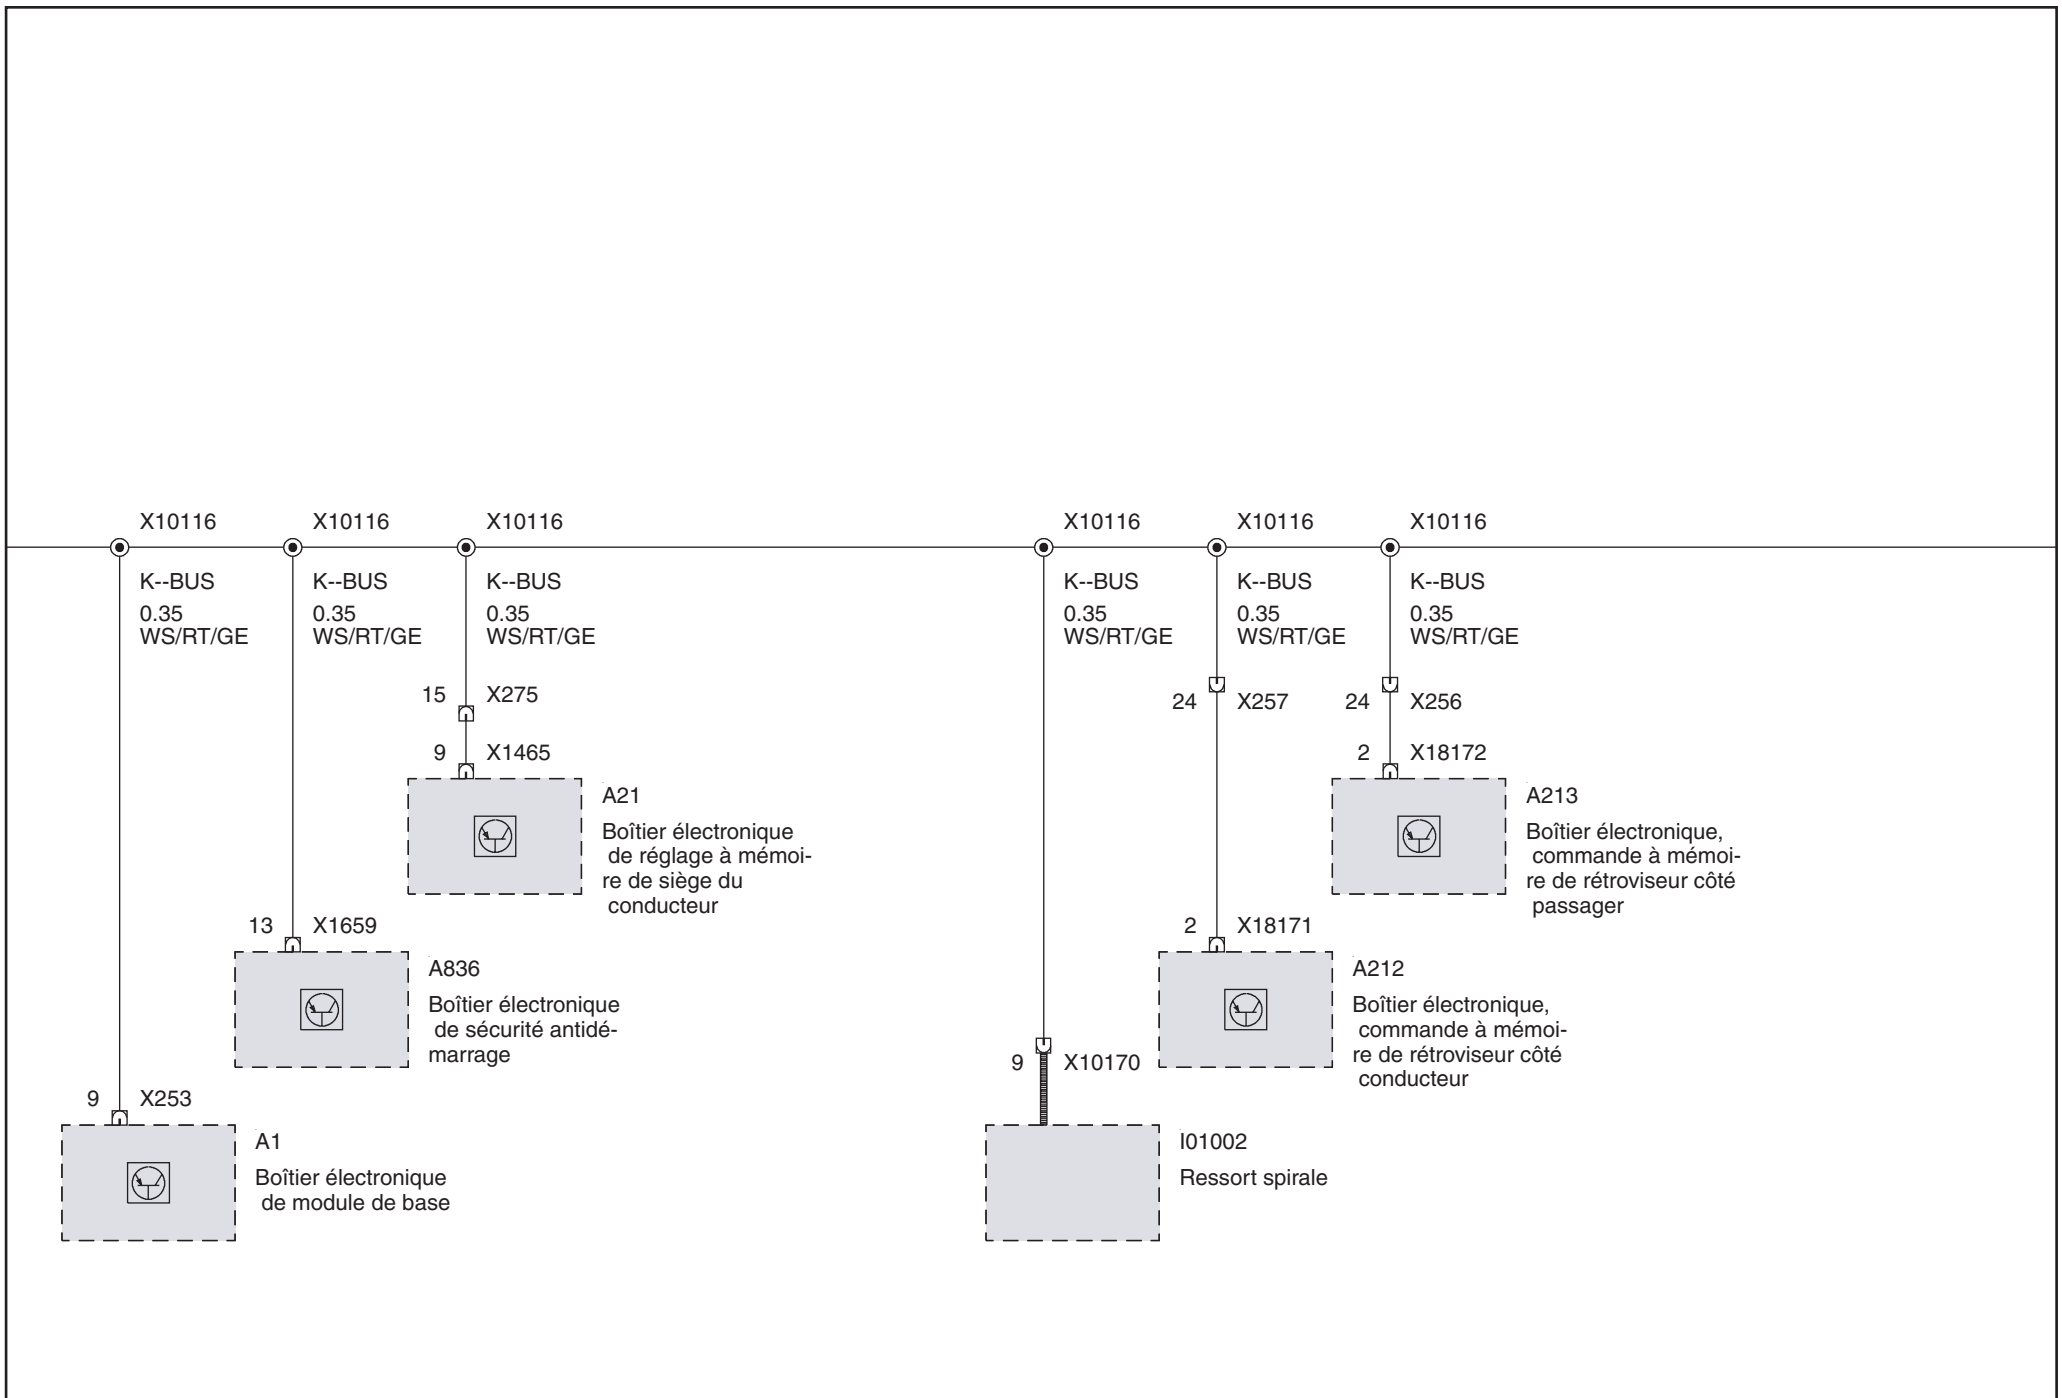 X10116
X10116
X10116
X10116
X10116
X10116
K--BUS
K--BUS
K--BUS
K--BUS
K--BUS
K--BUS
0.35
0.35
0.35
0.35
0.35
0.35
WS/RT/GE
WS/RT/GE
WS/RT/GE
WS/RT/GE
WS/RT/GE
WS/RT/GE
15 X275
24 X257
24 X256
9 X1465
2 X18172
A21
Boîtier électronique
de réglage à mémoi-
re de siège du
conducteur
A213
Boîtier électronique,
commande à mémoi-
re de rétroviseur côté
passager
13 X1659
2 X18171
A836
Boîtier électronique
de sécurité antidé-
marrage
A212
Boîtier électronique,
commande à mémoi-
re de rétroviseur côté
conducteur
9 X10170
9 X253
A1
Boîtier électronique
de module de base
I01002
Ressort spirale